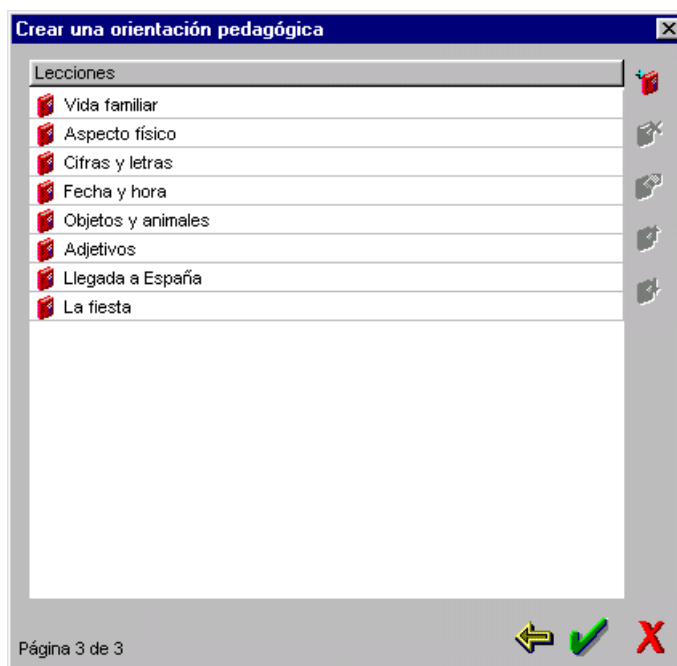 Crear una orientación pedagógica
Lecciones
Vida familiar
Aspecto físico
Cifras y letras
Fecha y hora
Objetos y animales
Adjetivos
Llegada a España
La fiesta
Página 3 de 3